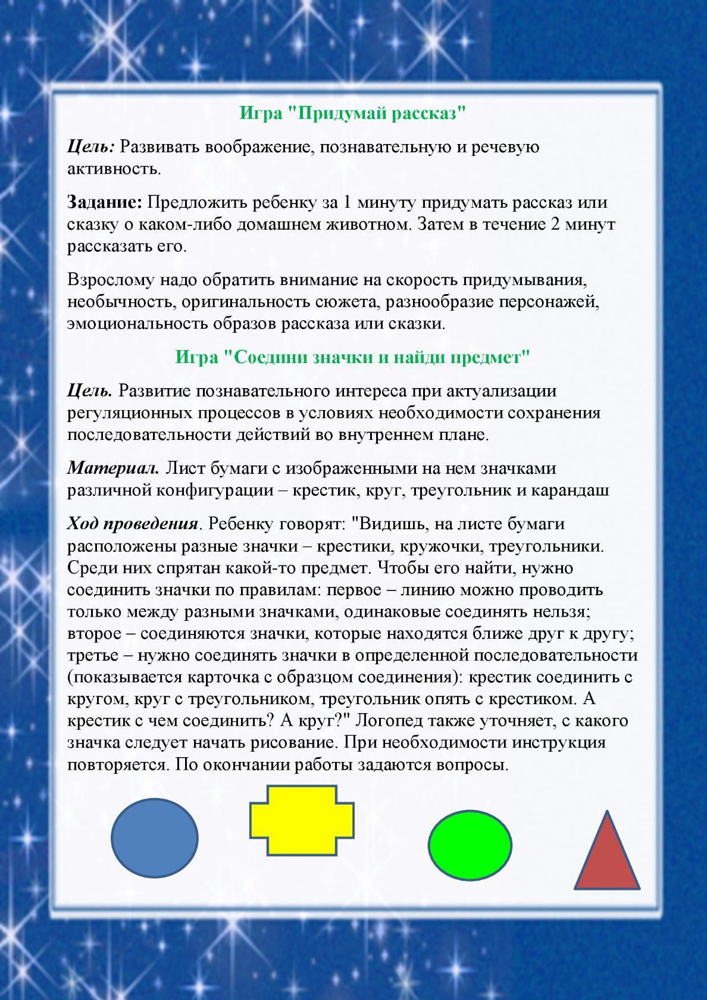 Игра "Придумай рассказ"
Цель: Развивать воображение, познавательную и речевую
активность.
Задание: Предложить ребенку за 1 минуту придумать рассказ или
сказку о каком-либо домашнем животном. Затем в течение 2 минут
рассказать его.
Взрослому надо обратить внимание на скорость придумывания,
необычность, оригинальность сюжета, разнообразие персонажей,
эмоциональность образов рассказа или сказки.
Игра "Соедини значки и найди предмет"
Цель. Развитие познавательного интереса при актуализации
регуляционных процессов в условиях необходимости сохранения
последовательности действий во внутреннем плане.
Материал. Лист бумаги с изображенными на нем значками
различной конфигурации – крестик, круг, треугольник и карандаш
Ход проведения. Ребенку говорят: "Видишь, на листе бумаги
расположены разные значки – крестики, кружочки, треугольники.
Среди них спрятан какой-то предмет. Чтобы его найти, нужно
соединить значки по правилам: первое – линию можно проводить
только между разными значками, одинаковые соединять нельзя;
второе – соединяются значки, которые находятся ближе друг к другу;
третье – нужно соединять значки в определенной последовательности
(показывается карточка с образцом соединения): крестик соединить с
кругом, круг с треугольником, треугольник опять с крестиком. А
крестик с чем соединить? А круг?" Логопед также уточняет, с какого
значка следует начать рисование. При необходимости инструкция
повторяется. По окончании работы задаются вопросы.